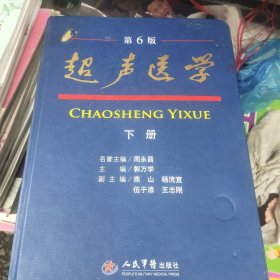 第6版
超声医学
CHAOSHENG YIXUE
下册
名誉主编/周永昌
主 编/郭万学
副主编/燕 山 杨浣宜
伍于添 王志刚
人民军医出版社
PEOPLE'S MILITARY MEDICAL PRESS